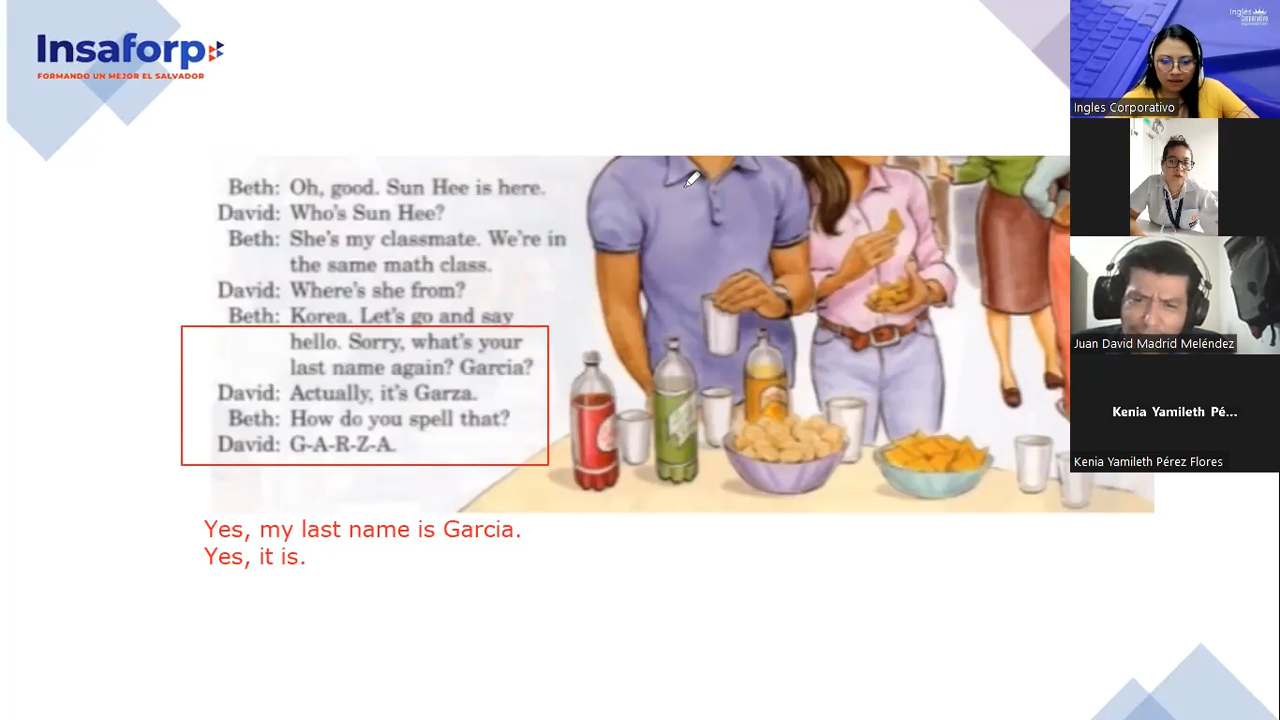 Insaforp
FORMANDO UN MEJOR EL SALVADOR
Beth: Oh, good. Sun Hee is here.
David: Who's Sun Hee?
Beth: She's my classmate. We're in
the same math class.
David: Where's she from?
Beth: Korea. Let's go and say
hello. Sorry, what's your
last name again? Garcia?
David: Actually, it's Garza.
Beth: How do you spell that?
David: G-A-R-Z-A.
Yes, my last name is Garcia.
Yes, it is.
Inglés
Corporativo
Ingles Corporativo
Juan David Madrid Meléndez
Kenia Yamileth Pé...
Kenia Yamileth Pérez Flores